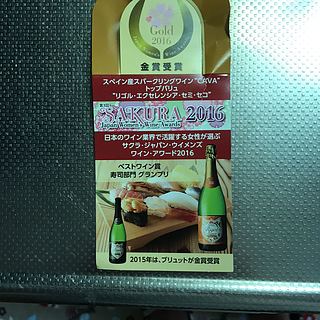 Gold
2016
金賞受賞
スペイン産スパークリングワイン"CAVA"
トップバリュ
"リゴル・エクセレンシア・セミ・セコ"
SAKURA 2016
Japan Women's Wine Awards
日本のワイン業界で活躍する女性が選ぶ
サクラ・ジャパン・ウイメンズ
ワイン・アワード2016
ベストワイン賞
寿司部門 グランプリ
2015年は、ブリュットが金賞受賞